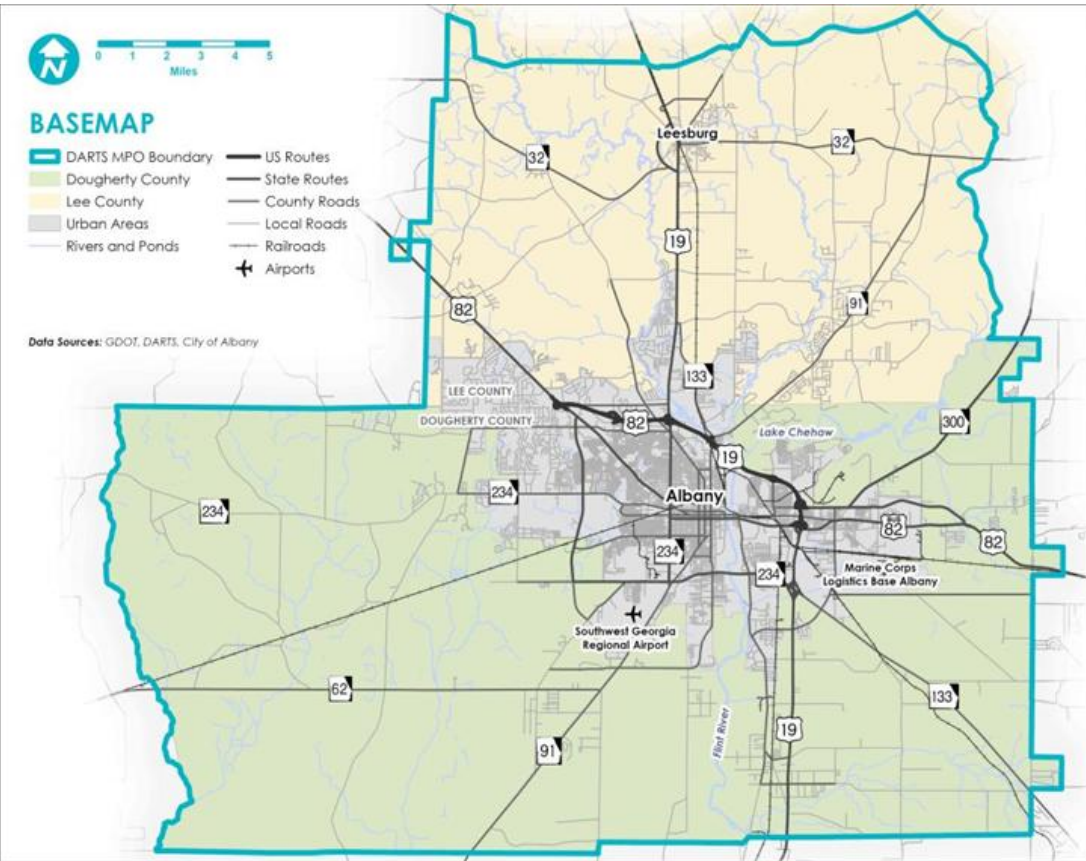 N
0 1 2 3 4 5
Miles
BASEMAP
DARTS MPO Boundary
Dougherty County
Lee County
Urban Areas
Rivers and Ponds
US Routes
State Routes
County Roads
Local Roads
Railroads
Airports
Data Sources: GDOT, DARTS, City of Albany
Leesburg
32
32
19
82
91
133
LEE COUNTY
DOUGHERTY COUNTY
82
Lake Chehaw
300
19
234
234
Albany
82
82
234
234
Marine Corps
Logistics Base Albany
Southwest Georgia
Regional Airport
62
133
Flint River
19
91